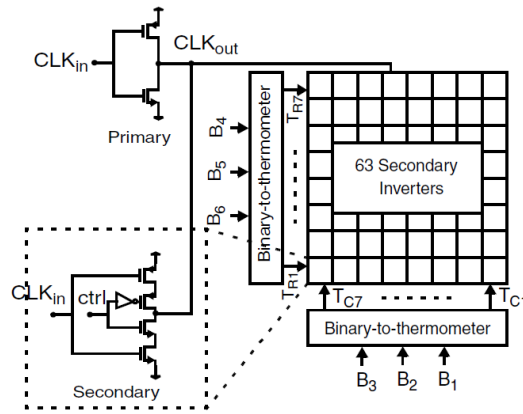 CLKin
CLKout
Primary
B4
B5
B6
Binary-to-thermometer
TR7
TR1
63 Secondary
Inverters
CLKin
ctrl
Secondary
TC7
TC1
Binary-to-thermometer
B3 B2 B1